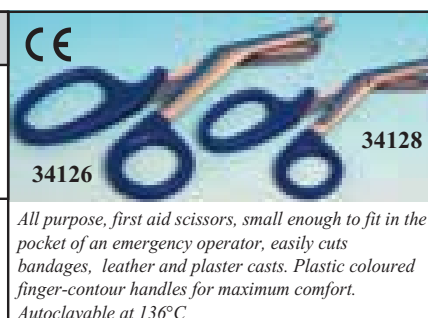 CE
34128
34126
All purpose, first aid scissors, small enough to fit in the
pocket of an emergency operator, easily cuts
bandages, leather and plaster casts. Plastic coloured
finger-contour handles for maximum comfort.
Autoclavable at 136°C